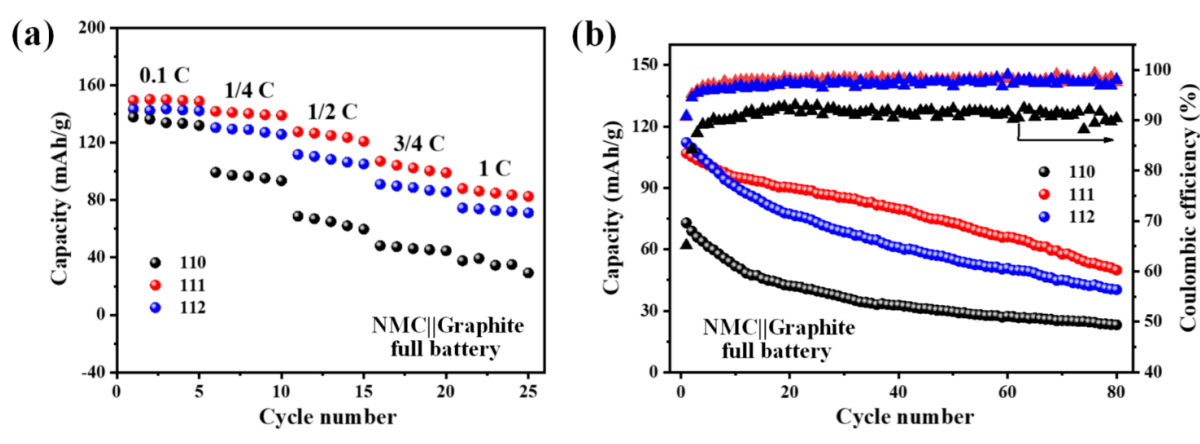 (a)
200
160
120
80
40
0
-40
Capacity (mAh/g)
0.1 C
1/4 C
1/2 C
3/4 C
1 C
110
111
112
NMC||Graphite
full battery
0
5
10
15
20
25
Cycle number
(b)
150
120
90
60
30
0
Capacity (mAh/g)
110
111
112
NMC||Graphite
full battery
0
20
40
60
80
Cycle number
100
90
80
70
60
50
40
Coulombic efficiency (%)